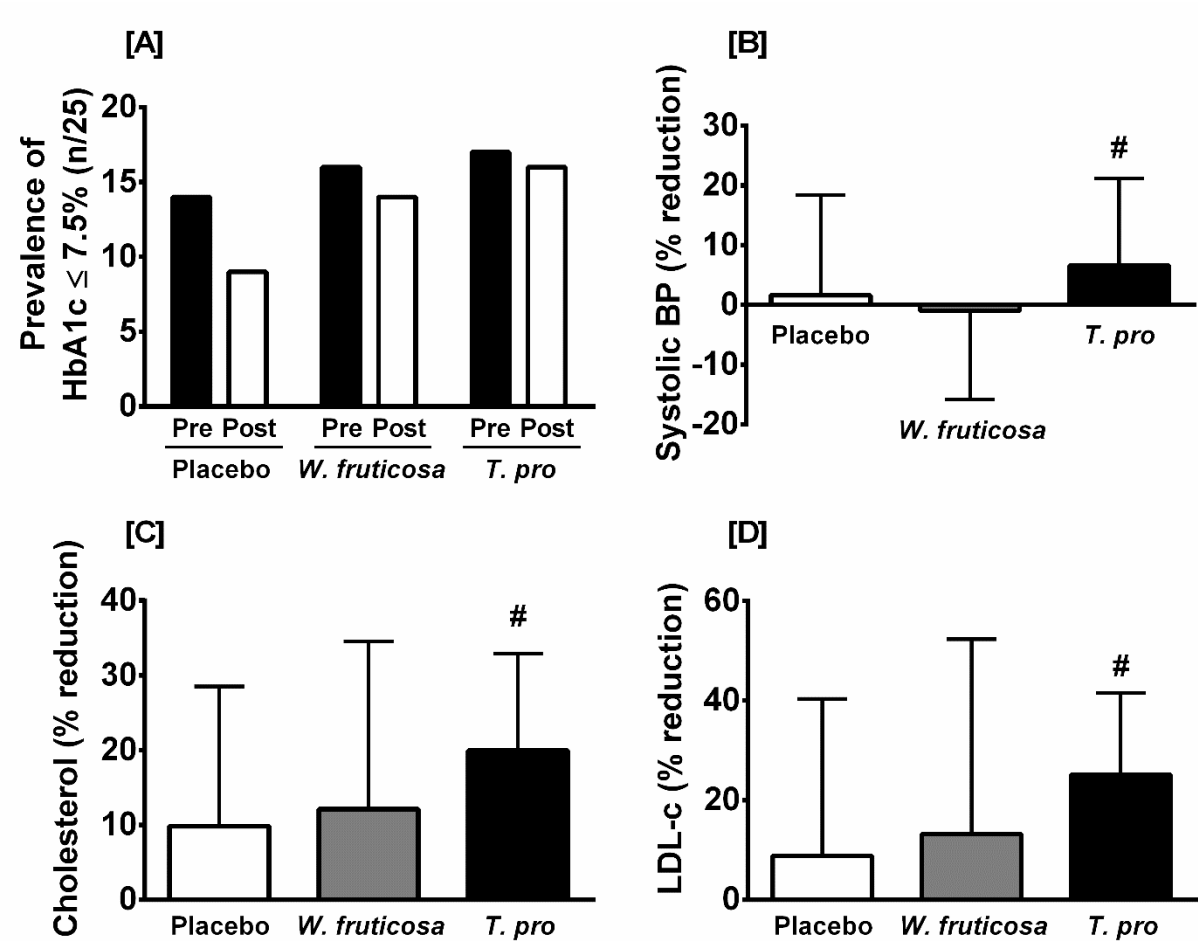 [A]
Prevalence of
HbA1c ≤ 7.5% (n/25)
20
15
10
5
0
Pre Post Pre Post Pre Post
Placebo W. fruticosa T. pro
[B]
Systolic BP (% reduction)
30
20
10
0
-10
-20
#
Placebo
T. pro
W. fruticosa
[C]
Cholesterol (% reduction)
40
30
20
10
0
#
Placebo W. fruticosa T. pro
[D]
LDL-c (% reduction)
60
40
20
0
#
Placebo W. fruticosa T. pro